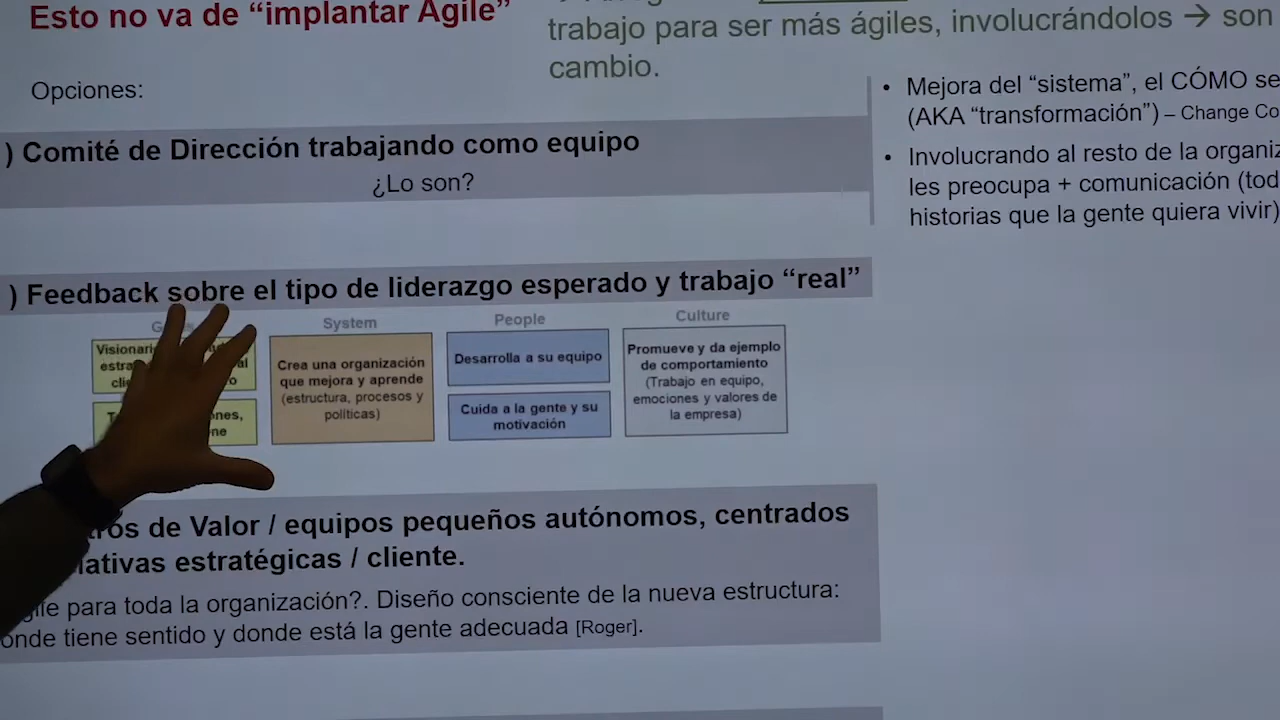 Esto no va de “implantar Agile”
trabajo para ser más ágiles, involucrándolos → son
cambio.
Opciones:
) Comité de Dirección trabajando como equipo
¿Lo son?
• Mejora del “sistema”, el CÓMO se
(AKA “transformación”) – Change Co
• Involucrando al resto de la organiz
les preocupa + comunicación (tod
historias que la gente quiera vivir)
) Feedback sobre el tipo de liderazgo esperado y trabajo “real”
System
Crea una organización
que mejora y aprende
(estructura, procesos y
políticas)
People
Desarrolla a su equipo
Cuida a la gente y su
motivación
Culture
Promueve y da ejemplo
de comportamiento
(Trabajo en equipo,
emociones y valores de
la empresa)
de Valor / equipos pequeños autónomos, centrados
estratégicas / cliente.
para toda la organización?. Diseño consciente de la nueva estructura:
onde tiene sentido y donde está la gente adecuada [Roger].